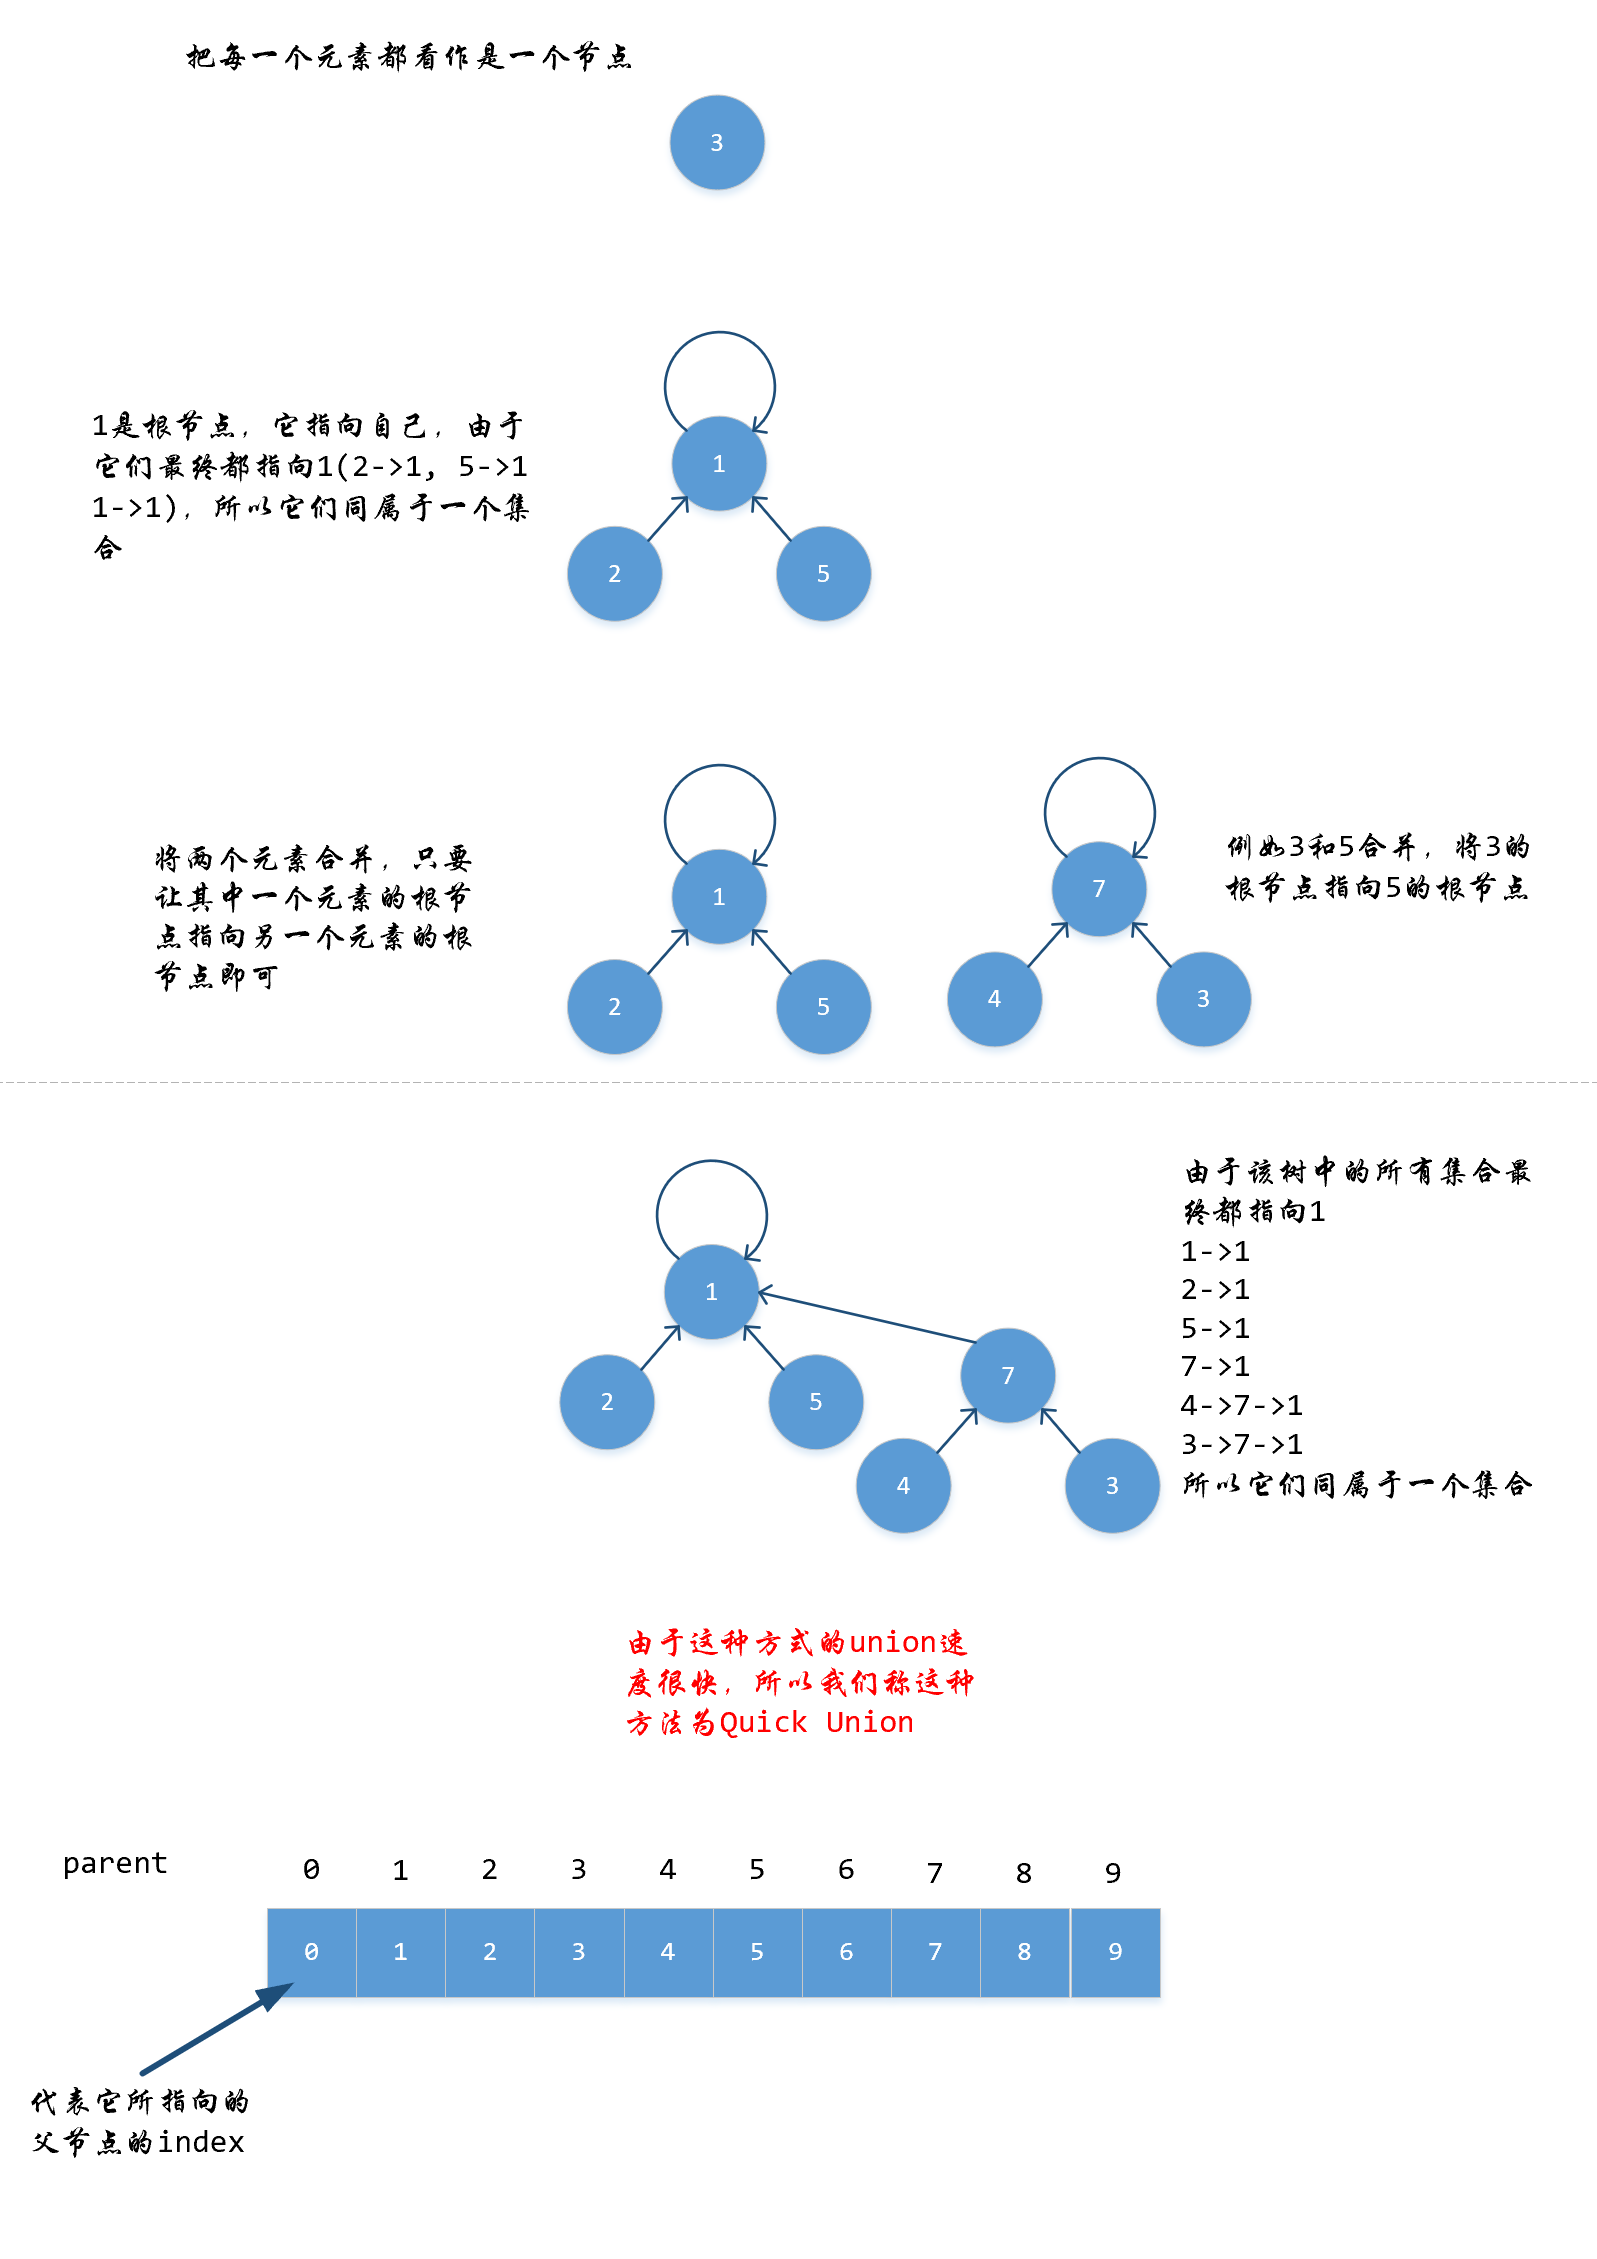 把每一个元素都看作是一个节点
3
1是根节点，它指向自己，由于
它们最终都指向1(2->1, 5->1
1->1)，所以它们同属于一个集
合
1
2
5
将两个元素合并，只要
让其中一个元素的根节
点指向另一个元素的根
节点即可
1
2
5
7
4
3
例如3和5合并，将3的
根节点指向5的根节点
1
2
5
7
4
3
由于该树中的所有集合最
终都指向1
1->1
2->1
5->1
7->1
4->7->1
3->7->1
所以它们同属于一个集合
由于这种方式的union速
度很快，所以我们称这种
方法为Quick Union
parent
0 1 2 3 4 5 6 7 8 9
0 1 2 3 4 5 6 7 8 9
代表它所指向的
父节点的index